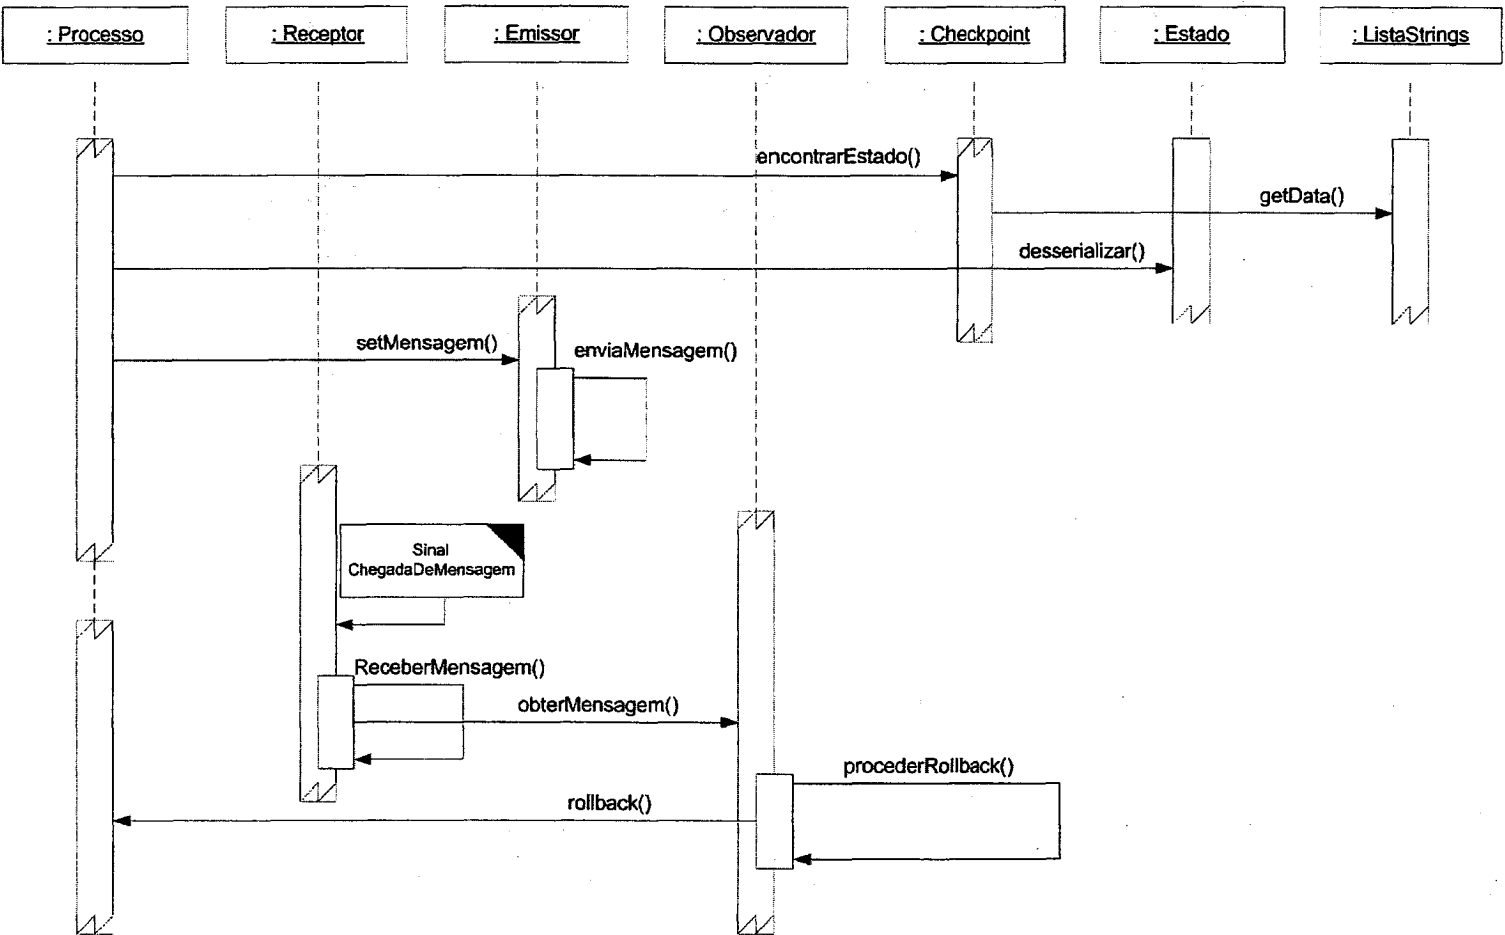 : Processo
: Receptor
: Emissor
: Observador
: Checkpoint
: Estado
: ListaStrings
encontrarEstado()
getData()
desserializar()
setMensagem()
enviaMensagem()
Sinal
ChegadaDeMensagem
ReceberMensagem()
obterMensagem()
procederRollback()
rollback()